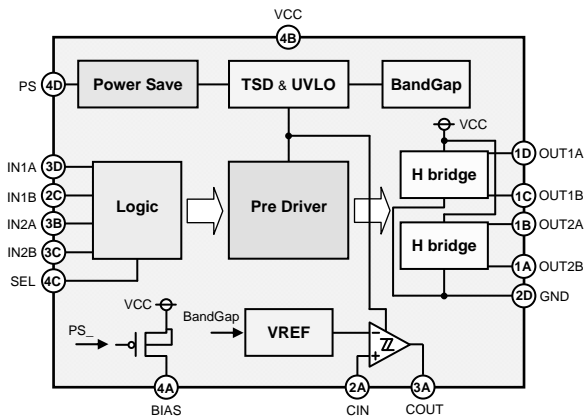 VCC
4B
PS 4D Power Save TSD & UVLO BandGap
VCC
IN1A 3D
IN1B 2C
IN2A 3B
IN2B 3C
SEL 4C
Logic
Pre Driver
H bridge
H bridge
1D OUT1A
1C OUT1B
1B OUT2A
1A OUT2B
2D GND
VCC
PS_
BandGap
VREF
−
+
4A
BIAS
2A
CIN
3A
COUT